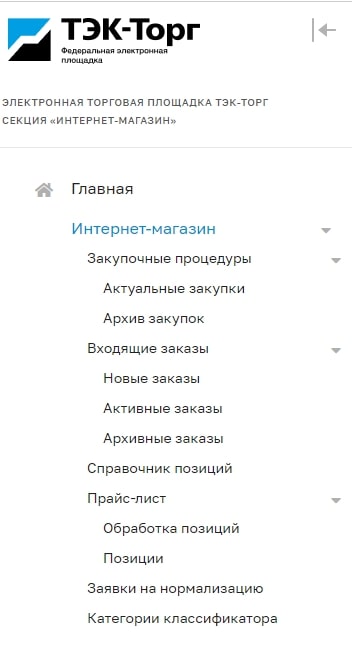 ТЭК-Торг
Федеральная электронная
площадка
ЭЛЕКТРОННАЯ ТОРГОВАЯ ПЛОЩАДКА ТЭК-ТОРГ
СЕКЦИЯ «ИНТЕРНЕТ-МАГАЗИН»
Главная
Интернет-магазин
Закупочные процедуры
Актуальные закупки
Архив закупок
Входящие заказы
Новые заказы
Активные заказы
Архивные заказы
Справочник позиций
Прайс-лист
Обработка позиций
Позиции
Заявки на нормализацию
Категории классификатора